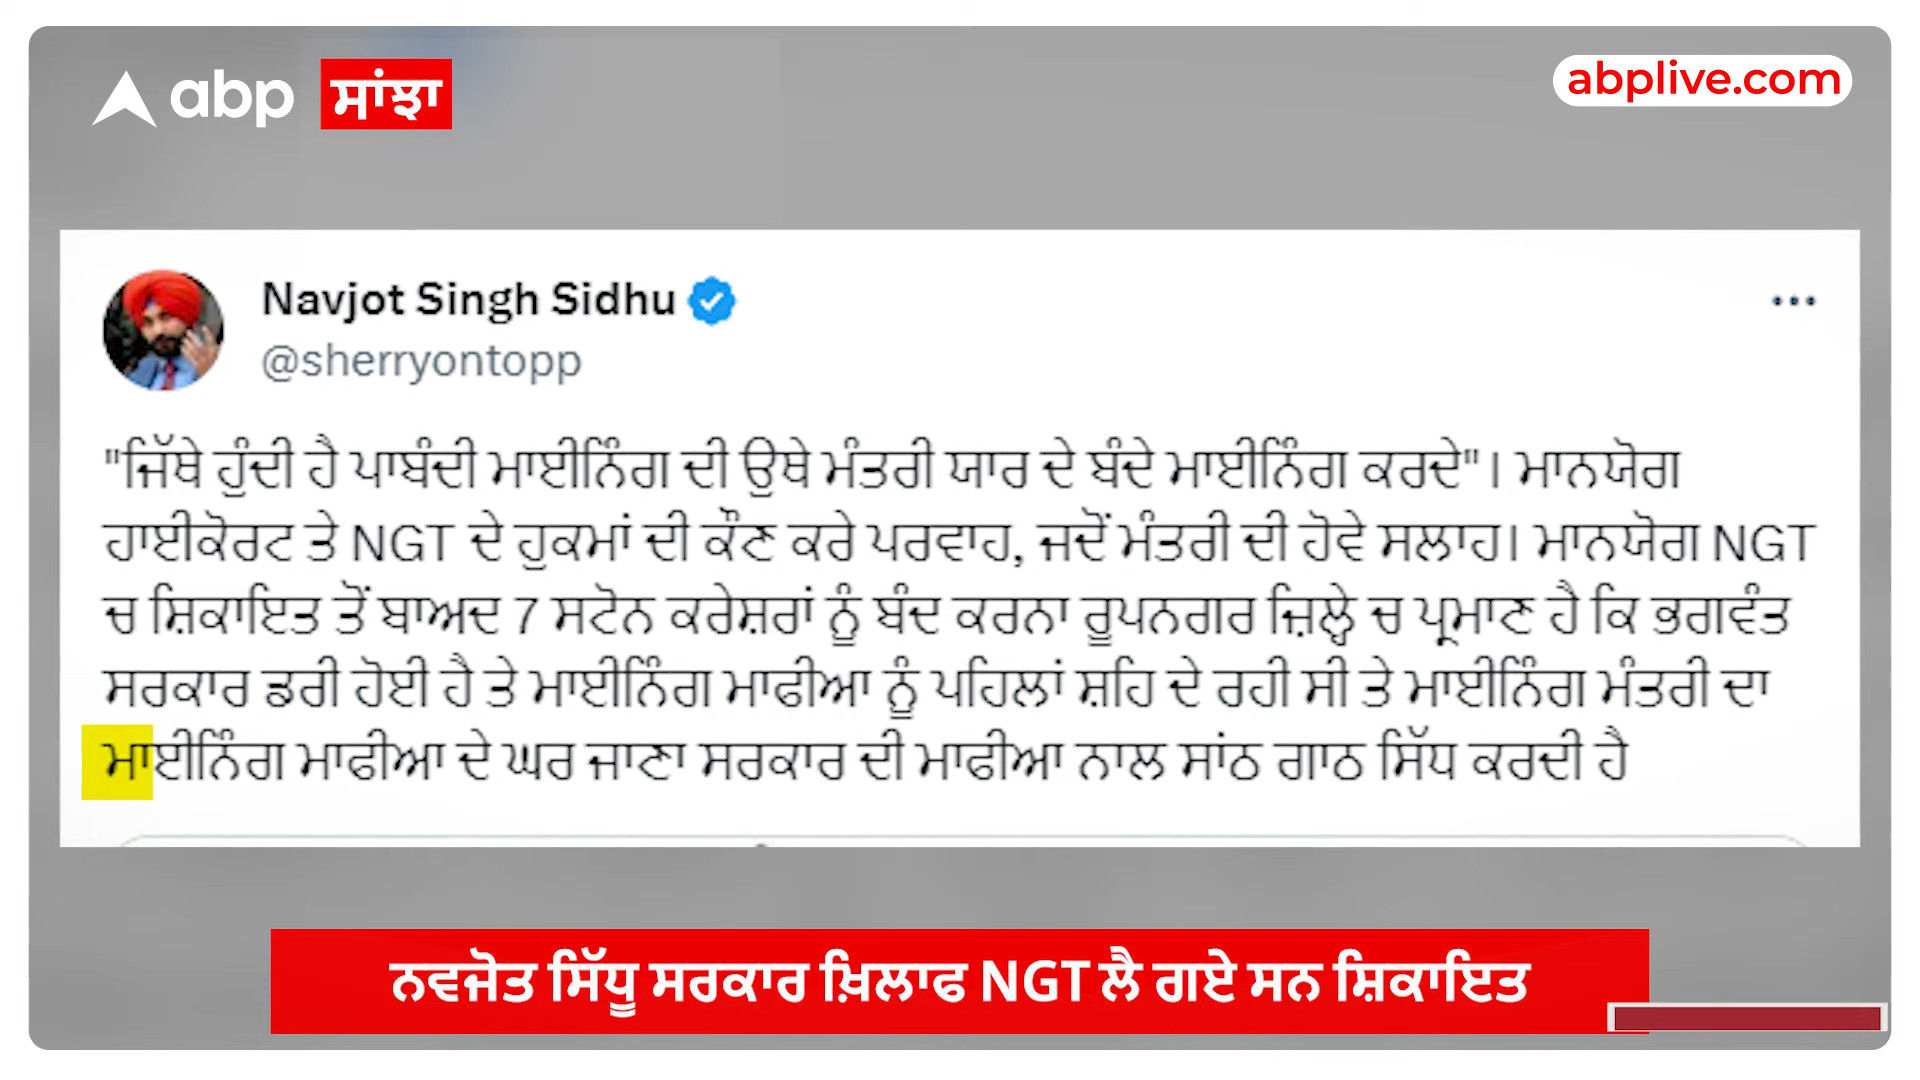 abp ਸਾਂਝਾ
abplive.com
Navjot Singh Sidhu
@sherryontopp
"ਜਿੱਥੇ ਹੁੰਦੀ ਹੈ ਪਾਬੰਦੀ ਮਾਈਨਿੰਗ ਦੀ ਉਥੇ ਮੰਤਰੀ ਯਾਰ ਦੇ ਬੰਦੇ ਮਾਈਨਿੰਗ ਕਰਦੇ"। ਮਾਨਯੋਗ
ਹਾਈਕੋਰਟ ਤੇ NGT ਦੇ ਹੁਕਮਾਂ ਦੀ ਕੌਣ ਕਰੇ ਪਰਵਾਹ, ਜਦੋਂ ਮੰਤਰੀ ਦੀ ਹੋਵੇ ਸਲਾਹ। ਮਾਨਯੋਗ NGT
ਚ ਸ਼ਿਕਾਇਤ ਤੋਂ ਬਾਅਦ 7 ਸਟੋਨ ਕਰੇਸ਼ਰਾਂ ਨੂੰ ਬੰਦ ਕਰਨਾ ਰੂਪਨਗਰ ਜ਼ਿਲ੍ਹੇ ਚ ਪ੍ਰਮਾਣ ਹੈ ਕਿ ਭਗਵੰਤ
ਸਰਕਾਰ ਡਰੀ ਹੋਈ ਹੈ ਤੇ ਮਾਈਨਿੰਗ ਮਾਫੀਆ ਨੂੰ ਪਹਿਲਾਂ ਸ਼ਹਿ ਦੇ ਰਹੀ ਸੀ ਤੇ ਮਾਈਨਿੰਗ ਮੰਤਰੀ ਦਾ
ਮਾਈਨਿੰਗ ਮਾਫੀਆ ਦੇ ਘਰ ਜਾਣਾ ਸਰਕਾਰ ਦੀ ਮਾਫੀਆ ਨਾਲ ਸਾਂਠ ਗਾਠ ਸਿੱਧ ਕਰਦੀ ਹੈ
ਨਵਜੋਤ ਸਿੱਧੂ ਸਰਕਾਰ ਖ਼ਿਲਾਫ NGT ਲੈ ਗਏ ਸਨ ਸ਼ਿਕਾਇਤ